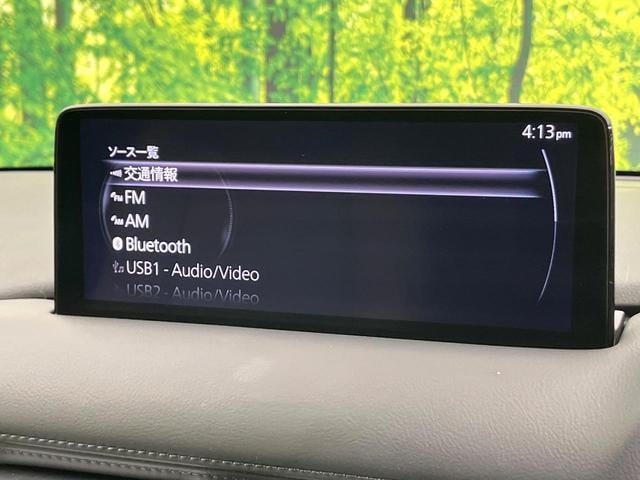 4:13pm
ソース一覧
交通情報
FM
AM
Bluetooth
USB1 - Audio/Video
USB2 - Audio/Video